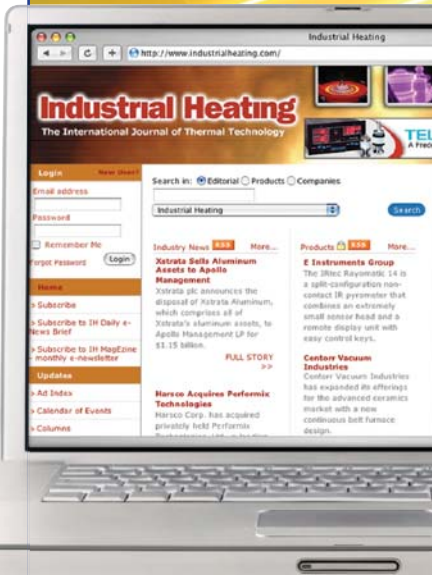 Industrial Heating
http://www.industrialheating.com/
Industrial Heating
The International Journal of Thermal Technology
TEL
A Frec
Login
New User?
Email address
Password
Remember Me
Forgot Password
Login
Home
> Subscribe
> Subscribe to IH Daily e-
News Brief
> Subscribe to IH MagEzine
- monthly e-newsletter
Updates
> Ad Index
> Calendar of Events
> Columns
Search in: Editorial Products Companies
Industrial Heating
Search
Industry News RSS More...
Xstrata Sells Aluminum
Assets to Apollo
Management
Xstrata plc announces the
disposal of Xstrata Aluminum,
which comprises all of
Xstrata's aluminum assets, to
Apollo Management LP for
$1.15 billion.
FULL STORY
>>
Harsco Acquires Performix
Technologies
Harsco Corp. has acquired
privately held Performix
Products RSS More...
E Instruments Group
The IRtec Rayomatic 14 is
a split-configuration non-
contact IR pyrometer that
combines an extremely
small sensor head and a
remote display unit with
easy control keys.
Centorr Vacuum
Industries
Centorr Vacuum Industries
has expanded its offerings
for the advanced ceramics
market with a new
continuous belt furnace
design.